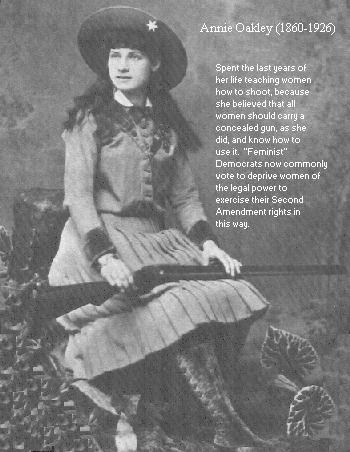 Annie Oakley (1860-1926)
Spent the last years of
her life teaching women
how to shoot, because
she believed that all
women should carry a
concealed gun, as she
did, and know how to
use it. "Feminist"
Democrats now commonly
vote to deprive women of
the legal power to
exercise their Second
Amendment rights in
this way.